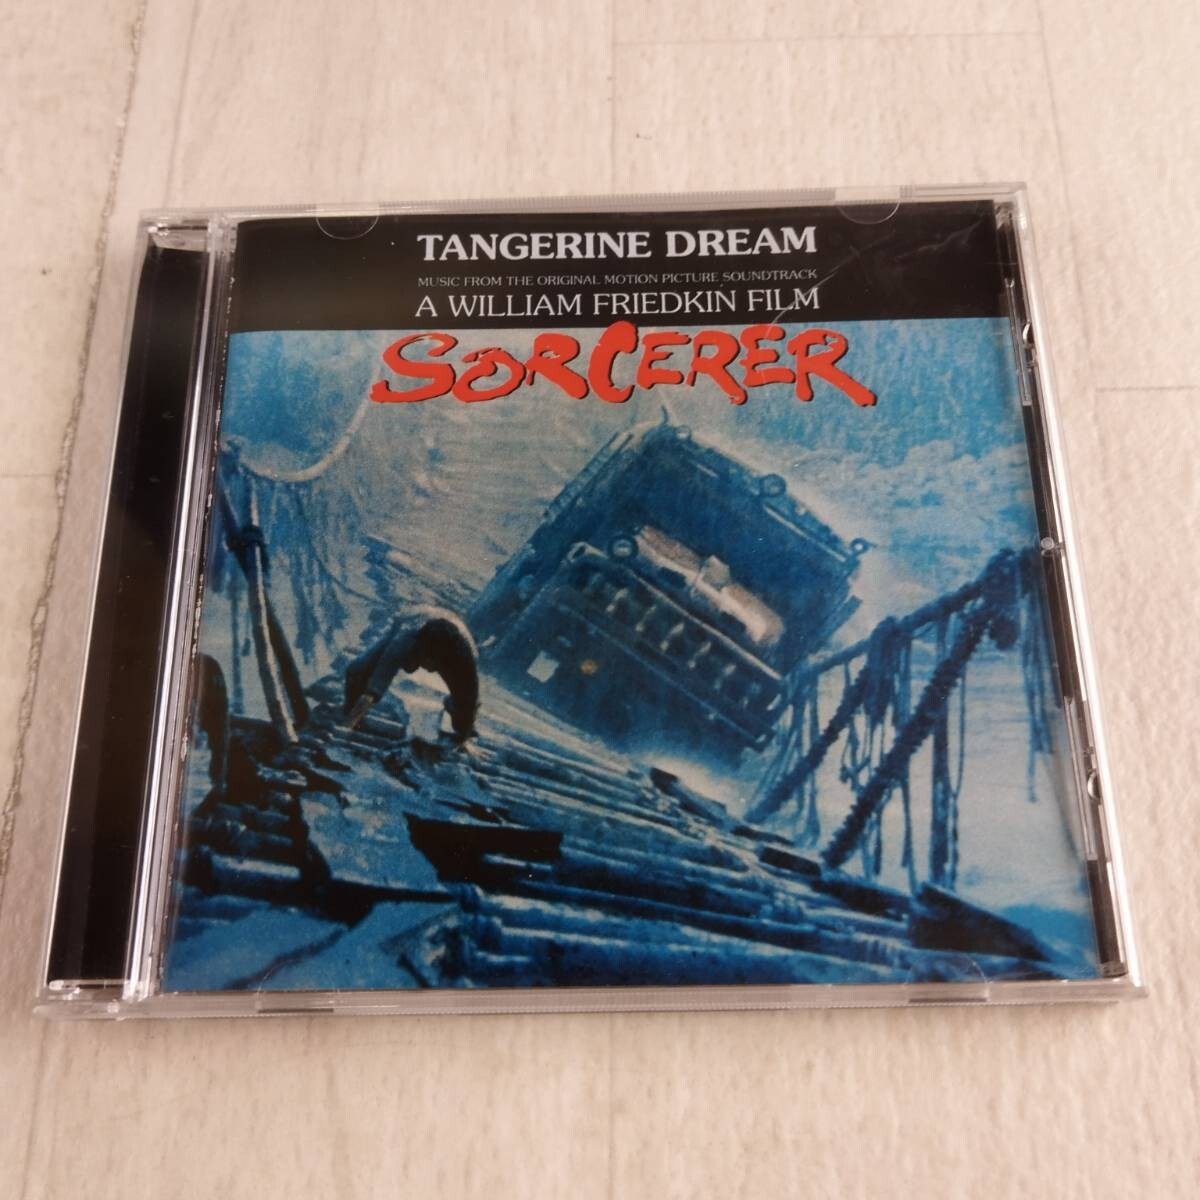 TANGERINE DREAM
MUSIC FROM THE ORIGINAL MOTION PICTURE SOUNDTRACK
A WILLIAM FRIEDKIN FILM
SORCERER